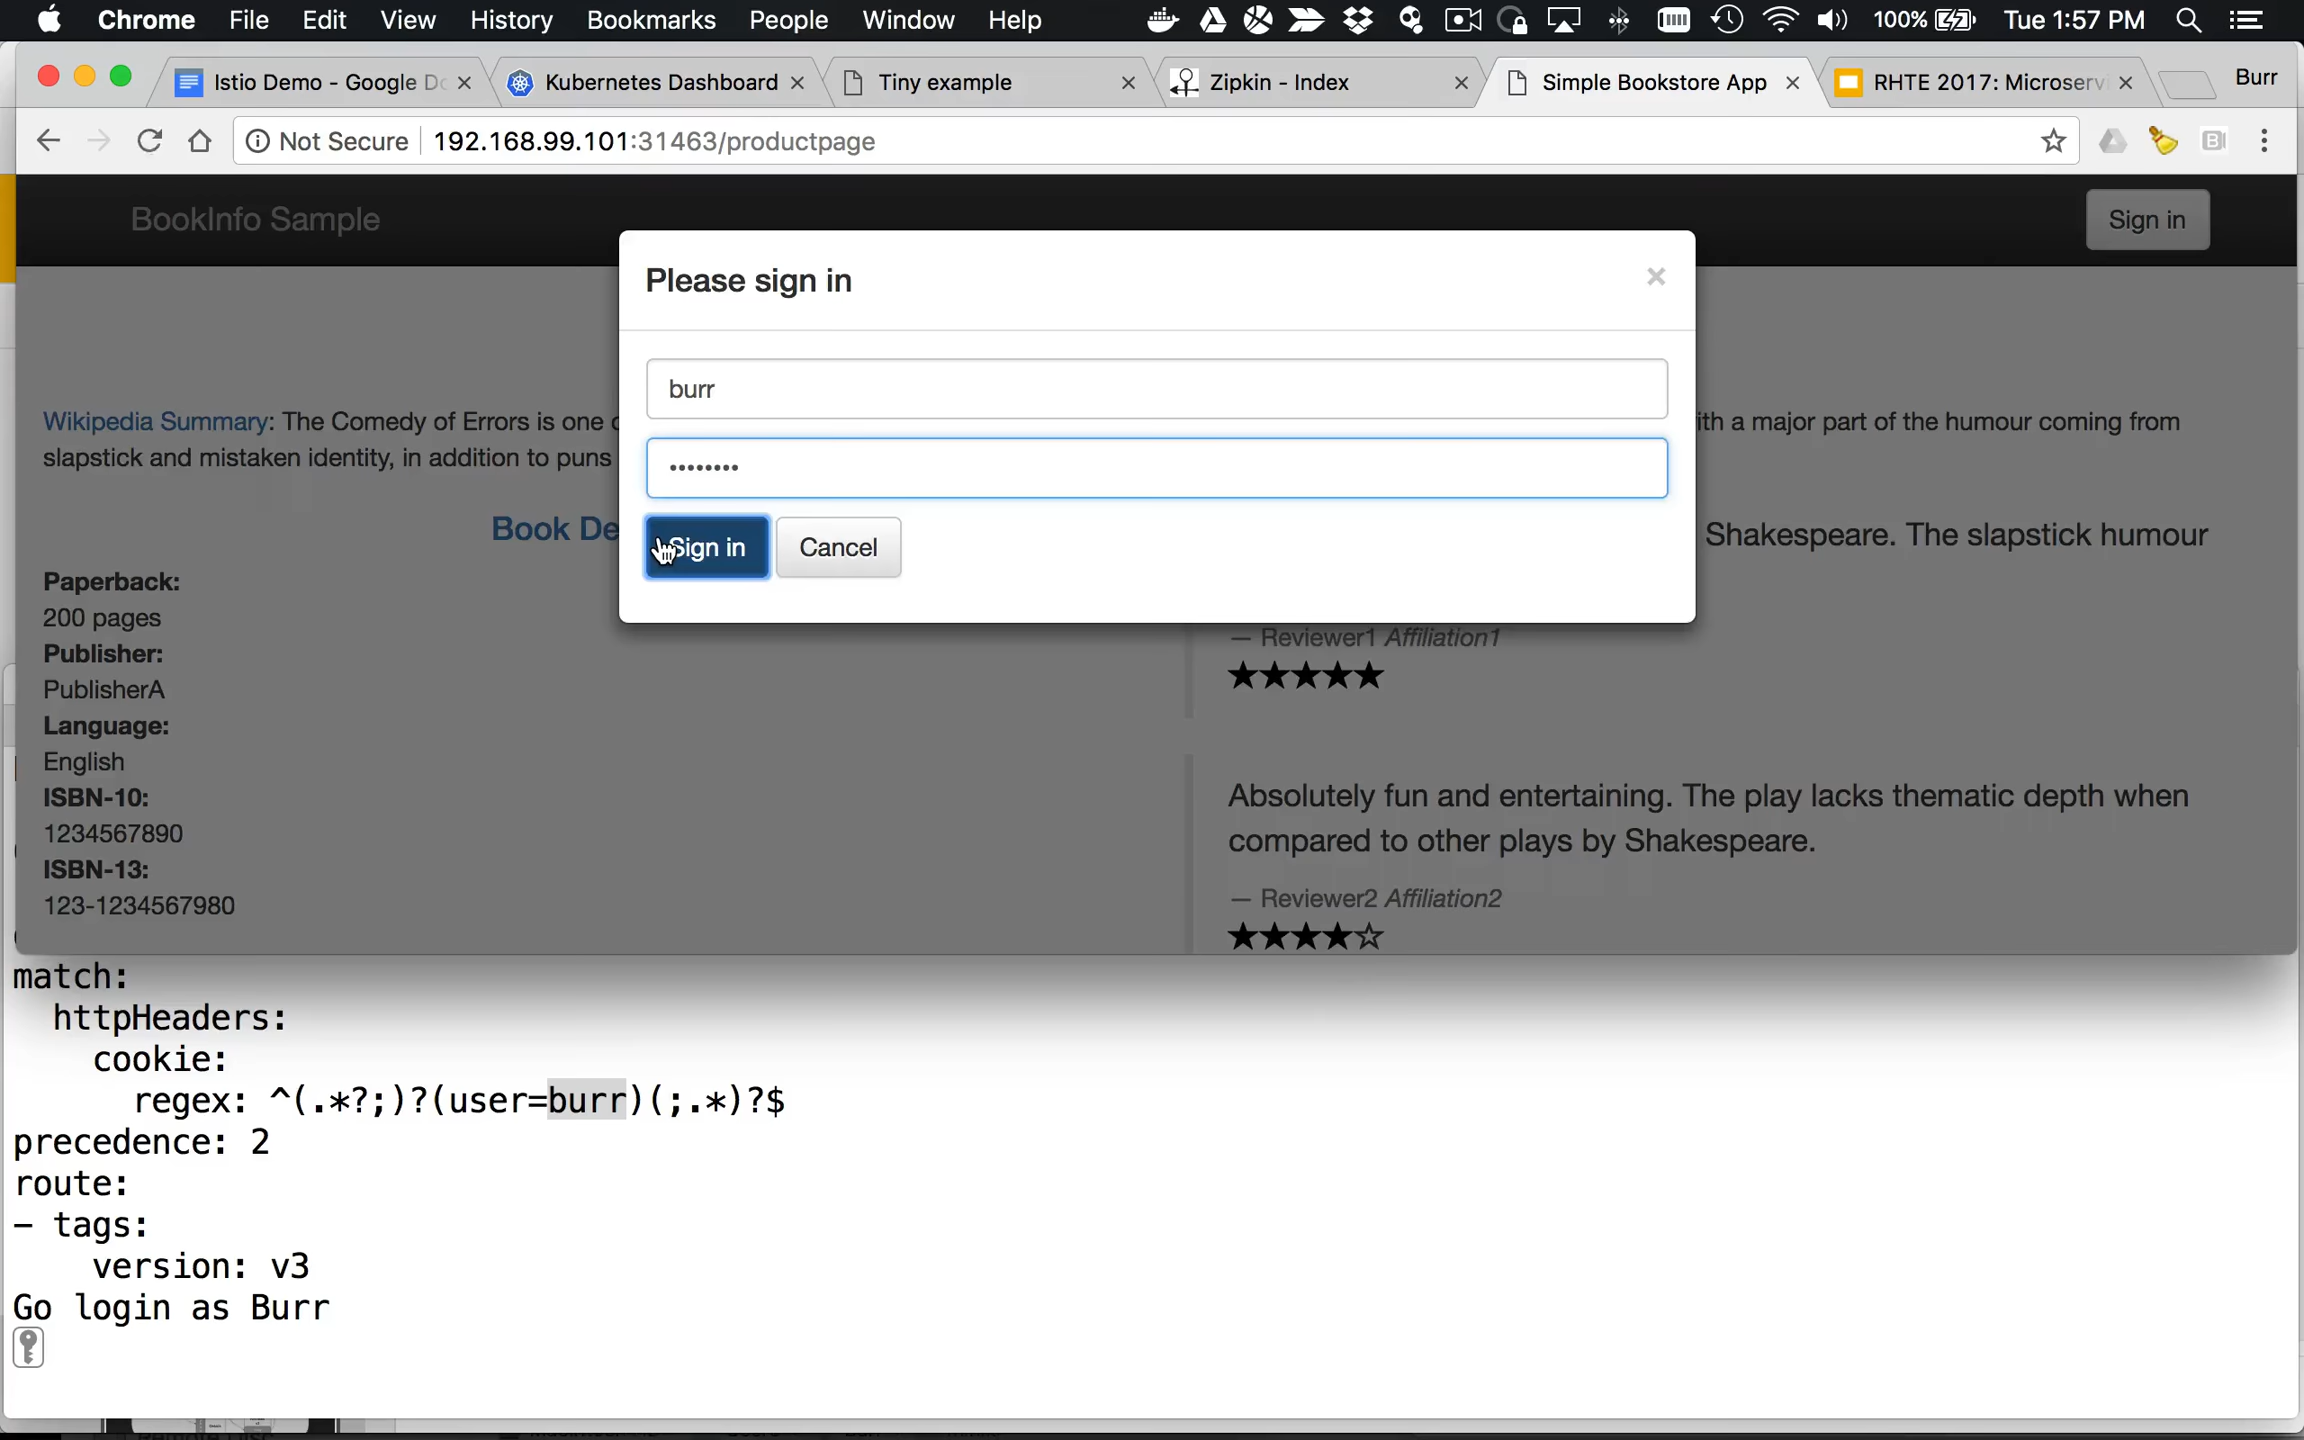 Chrome File Edit View History Bookmarks People Window Help 100% Tue 1:57 PM
Istio Demo - Google Do Kubernetes Dashboard Tiny example Zipkin - Index Simple Bookstore App RHTE 2017: Microservi Burr
Not Secure 192.168.99.101:31463/productpage
BookInfo Sample Sign in
Please sign in ×
burr
••••••••
Sign in Cancel
Wikipedia Summary: The Comedy of Errors is one
ith a major part of the humour coming from
slapstick and mistaken identity, in addition to puns
Book De
Shakespeare. The slapstick humour
Paperback:
200 pages
Publisher:
PublisherA
Language:
English
ISBN-10:
1234567890
ISBN-13:
123-1234567980
— Reviewer1 Affiliation1
★★★★★
Absolutely fun and entertaining. The play lacks thematic depth when
compared to other plays by Shakespeare.
— Reviewer2 Affiliation2
★★★★☆
match:
httpHeaders:
cookie:
regex: ^(.*?;)?(user=burr)(;.*)?$
precedence: 2
route:
- tags:
version: v3
Go login as Burr